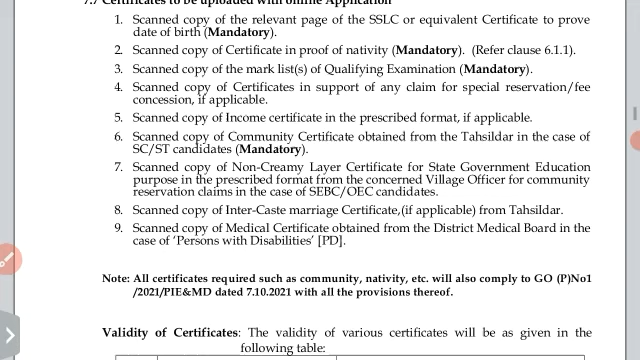 7.7 Certificates to be uploaded with online Application
1. Scanned copy of the relevant page of the SSLC or equivalent Certificate to prove
date of birth (Mandatory).
2. Scanned copy of Certificate in proof of nativity (Mandatory). (Refer clause 6.1.1).
3. Scanned copy of the mark list(s) of Qualifying Examination (Mandatory).
4. Scanned copy of Certificates in support of any claim for special reservation/fee
concession, if applicable.
5. Scanned copy of Income certificate in the prescribed format, if applicable.
6. Scanned copy of Community Certificate obtained from the Tahsildar in the case of
SC/ST candidates (Mandatory).
7. Scanned copy of Non-Creamy Layer Certificate for State Government Education
purpose in the prescribed format from the concerned Village Officer for community
reservation claims in the case of SEBC/OEC candidates.
8. Scanned copy of Inter-Caste marriage Certificate,(if applicable) from Tahsildar.
9. Scanned copy of Medical Certificate obtained from the District Medical Board in the
case of ‘Persons with Disabilities’ [PD].
Note: All certificates required such as community, nativity, etc. will also comply to GO (P)No1
/2021/PIE&MD dated 7.10.2021 with all the provisions thereof.
Validity of Certificates: The validity of various certificates will be as given in the
following table: